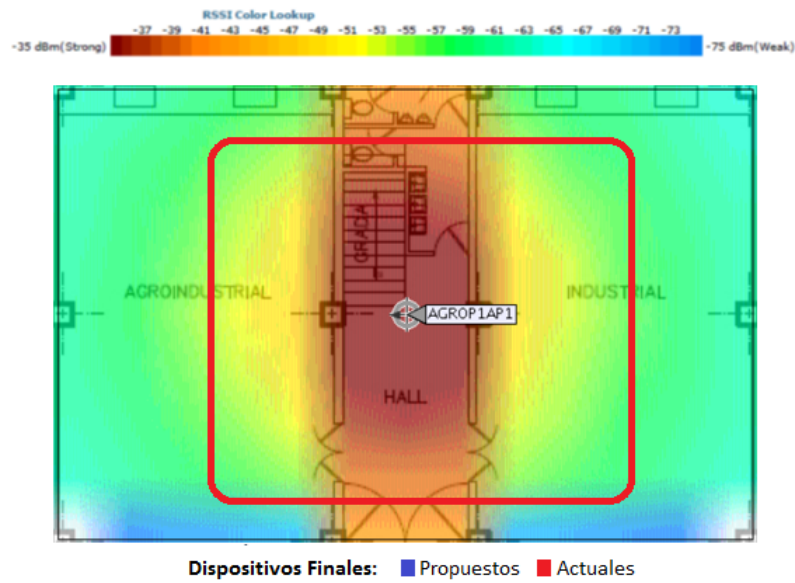 RSSI Color Lookup
-35 dBm(Strong) -37 -39 -41 -43 -45 -47 -49 -51 -53 -55 -57 -59 -61 -63 -65 -67 -69 -71 -73 -75 dBm(Weak)
GRADA
AGROINDUSTRIAL INDUSTRIAL
AGROP1AP1
HALL
Dispositivos Finales: Propuestos Actuales